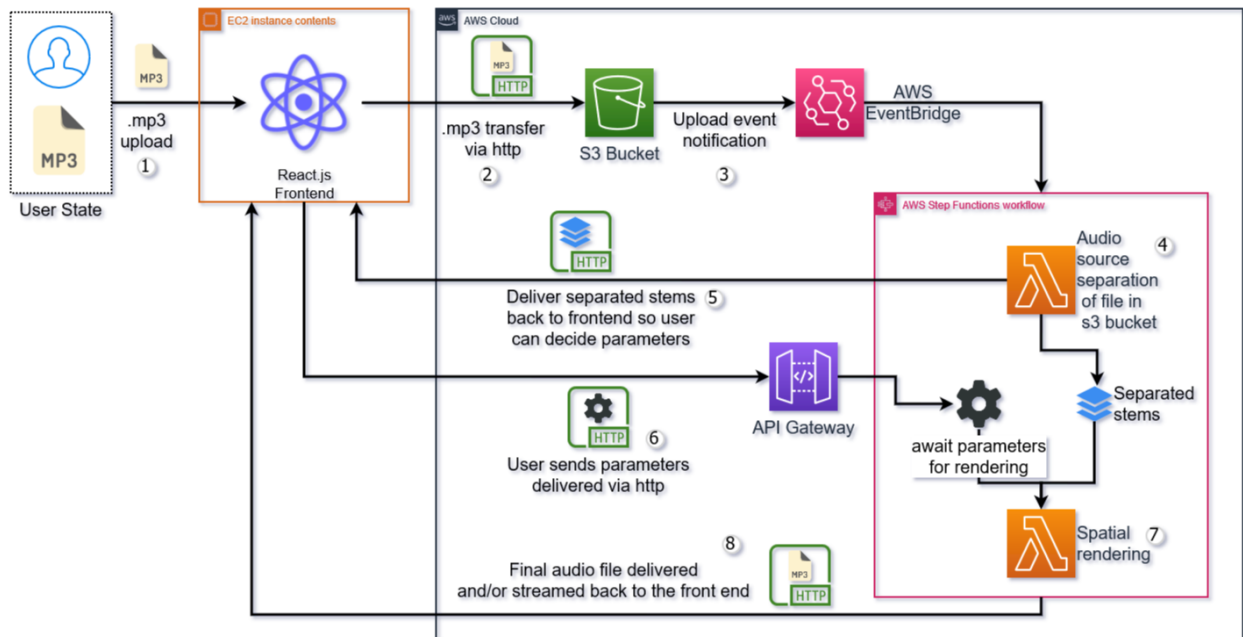 EC2 instance contents
aws
AWS Cloud
MP3
MP3
HTTP
.mp3
upload
1
MP3
User State
React.js
Frontend
.mp3 transfer
via http
2
S3 Bucket
Upload event
notification
3
AWS
EventBridge
AWS Step Functions workflow
Audio
source
separation
of file in
s3 bucket
4
HTTP
Deliver separated stems
back to frontend so user
can decide parameters
5
</>
API Gateway
Separated
stems
HTTP
6
User sends parameters
delivered via http
await parameters
for rendering
Spatial
rendering
7
8
MP3
HTTP
Final audio file delivered
and/or streamed back to the front end